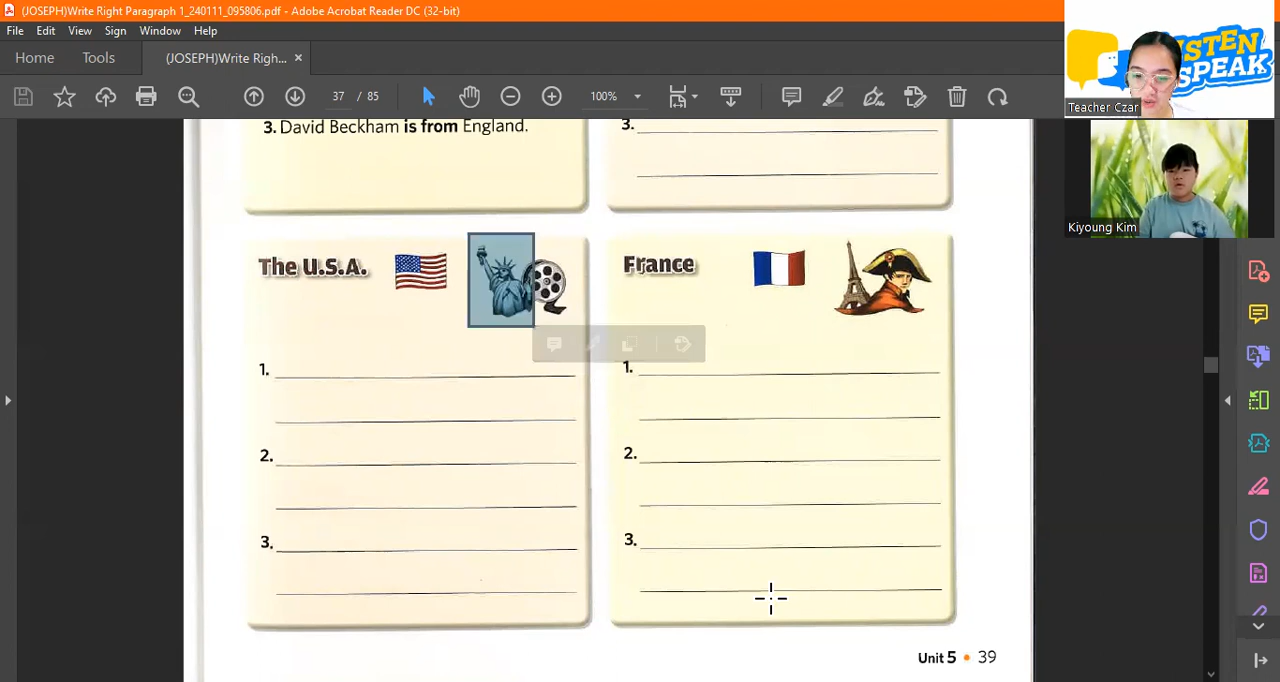 (JOSEPH)Write Right Paragraph 1_240111_095806.pdf - Adobe Acrobat Reader DC (32-bit)
File Edit View Sign Window Help
Home Tools (JOSEPH)Write Righ... ×
37 / 85 100%
LISTEN
SPEAK
Teacher Czar
Kiyoung Kim
3. David Beckham is from England.
3.
The U.S.A.
1.
2.
3.
France
1.
2.
3.
Unit 5 • 39